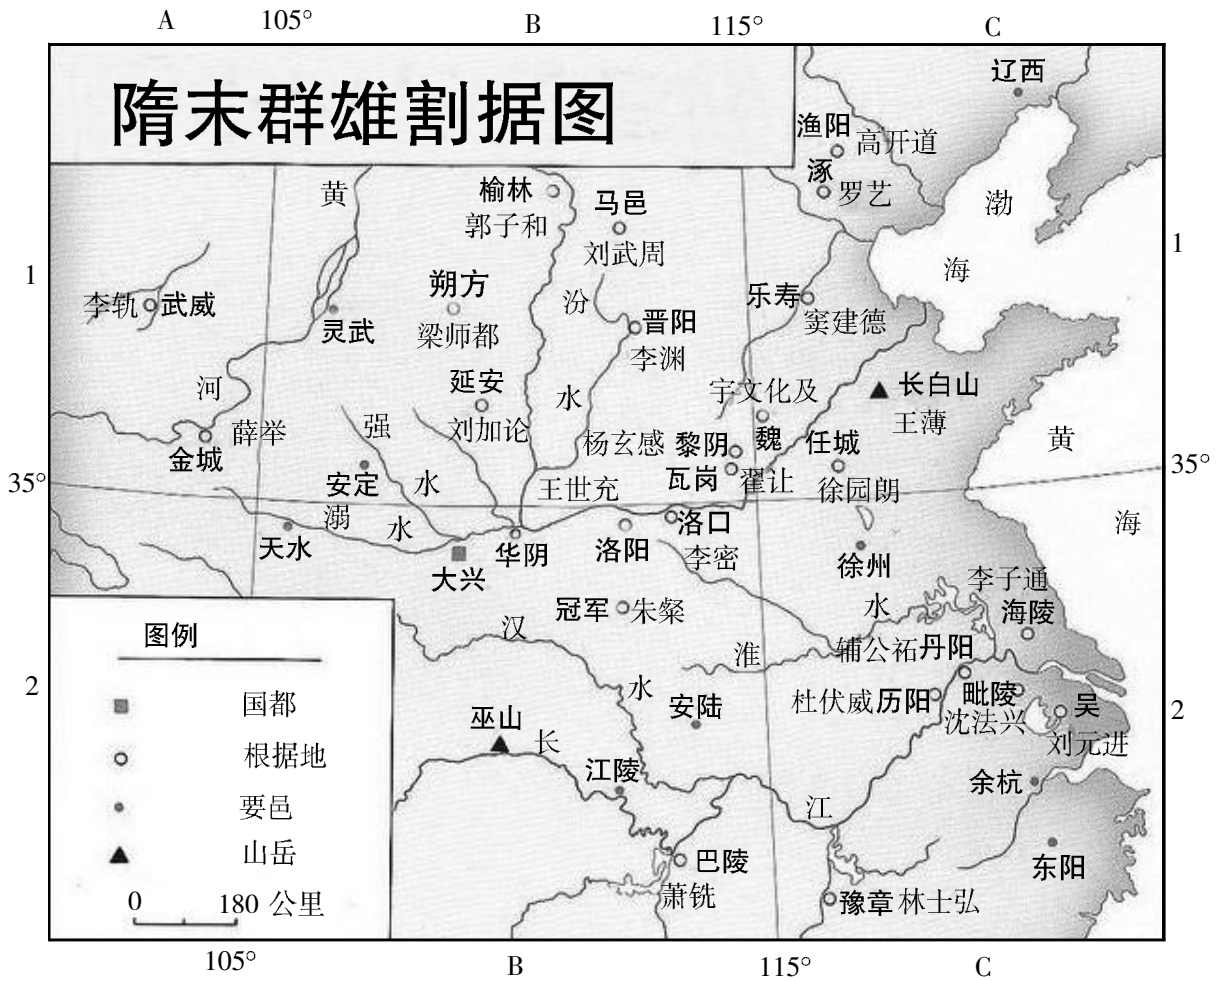 A
105°
B
115°
C
隋末群雄割据图
辽西
渔阳
高开道
涿
罗艺
渤
海
黄
榆林
郭子和
马邑
刘武周
1
1
李轨
武威
灵武
朔方
梁师都
汾
晋阳
李渊
乐寿
窦建德
河
延安
刘加论
水
宇文化及
长白山
王薄
薛举
金城
强
水
杨玄感
黎阴
魏
任城
黄
35°
35°
安定
王世充
瓦岗
翟让
徐园朗
海
天水
溺
水
华阴
洛阳
洛口
李密
大兴
徐州
冠军
朱粲
水
李子通
海陵
图例
汉
淮
辅公祏
丹阳
2
2
国都
水
安陆
杜伏威
历阳
毗陵
沈法兴
吴
刘元进
巫山
长
根据地
江陵
余杭
要邑
江
山岳
巴陵
萧铣
东阳
0
180 公里
豫章
林士弘
105°
B
115°
C